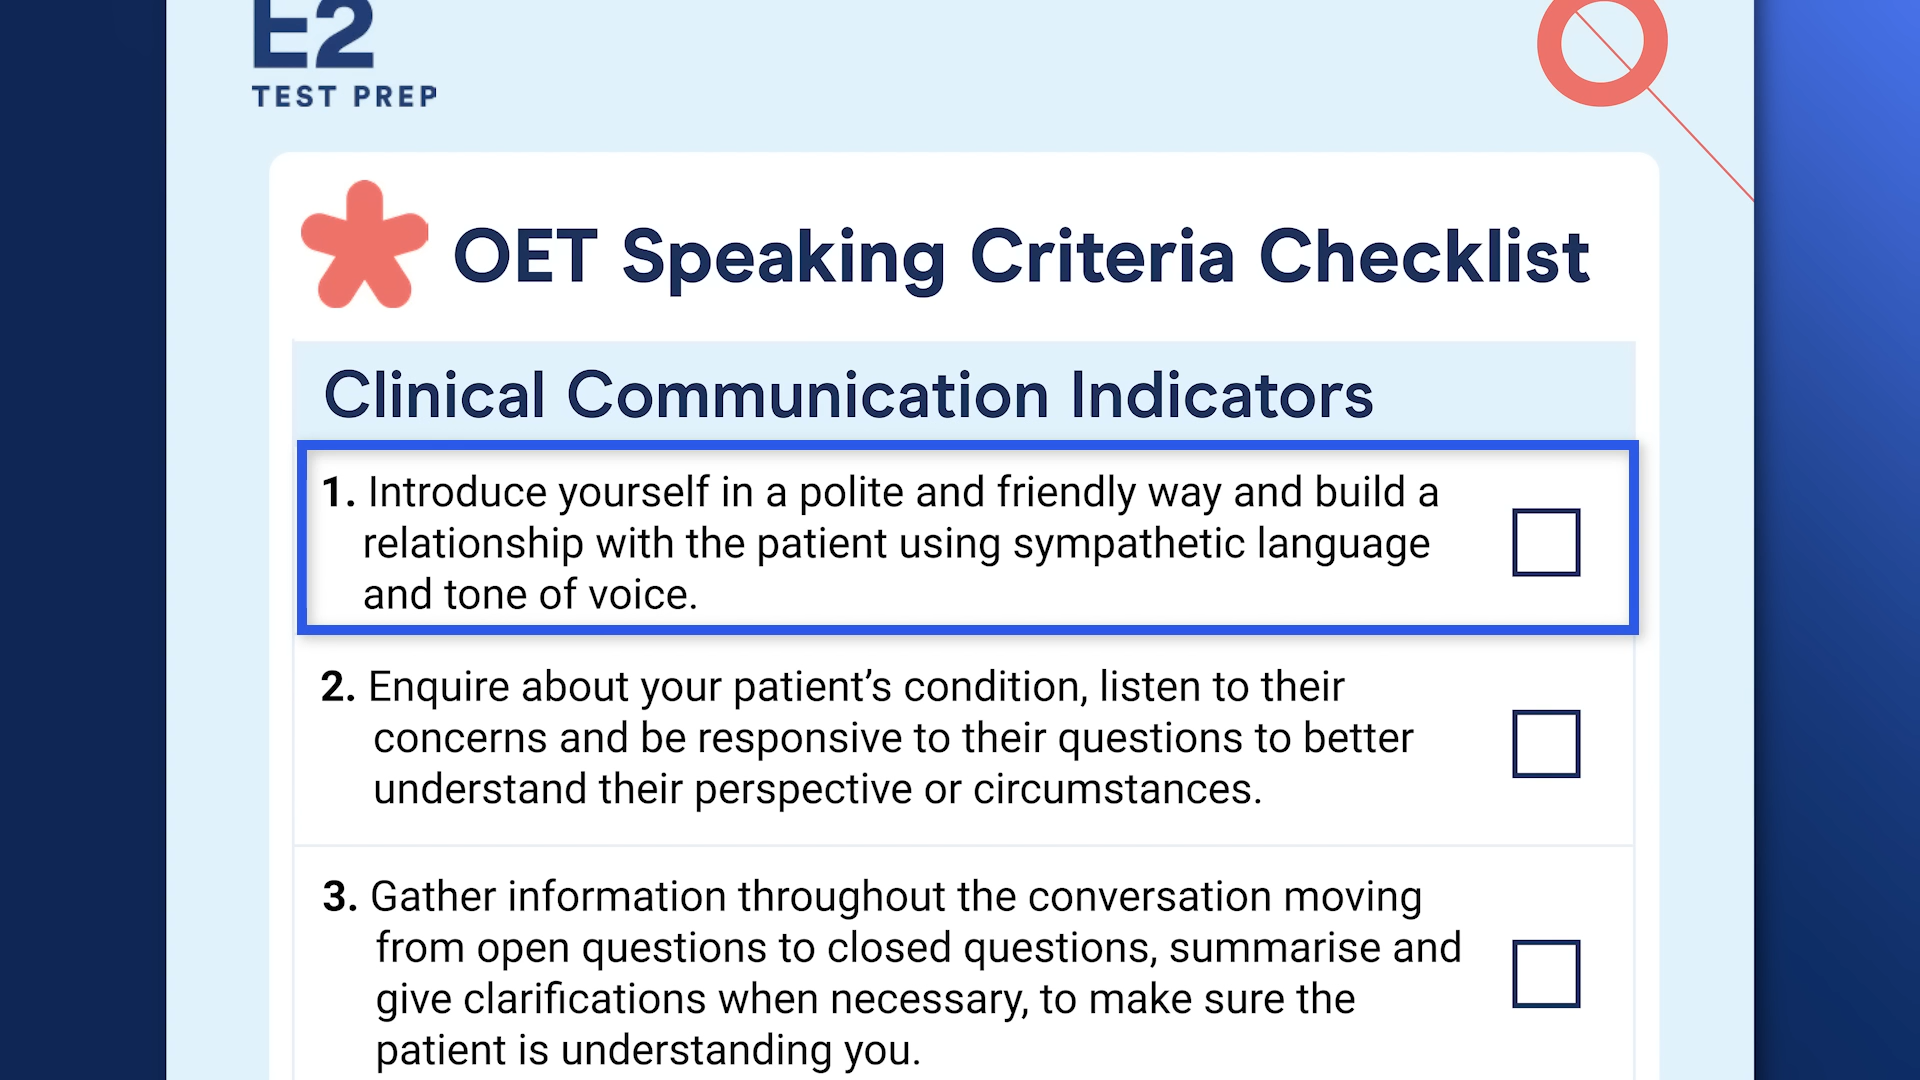 E2
TEST PREP
OET Speaking Criteria Checklist
Clinical Communication Indicators
1. Introduce yourself in a polite and friendly way and build a
relationship with the patient using sympathetic language
and tone of voice.
2. Enquire about your patient’s condition, listen to their
concerns and be responsive to their questions to better
understand their perspective or circumstances.
3. Gather information throughout the conversation moving
from open questions to closed questions, summarise and
give clarifications when necessary, to make sure the
patient is understanding you.